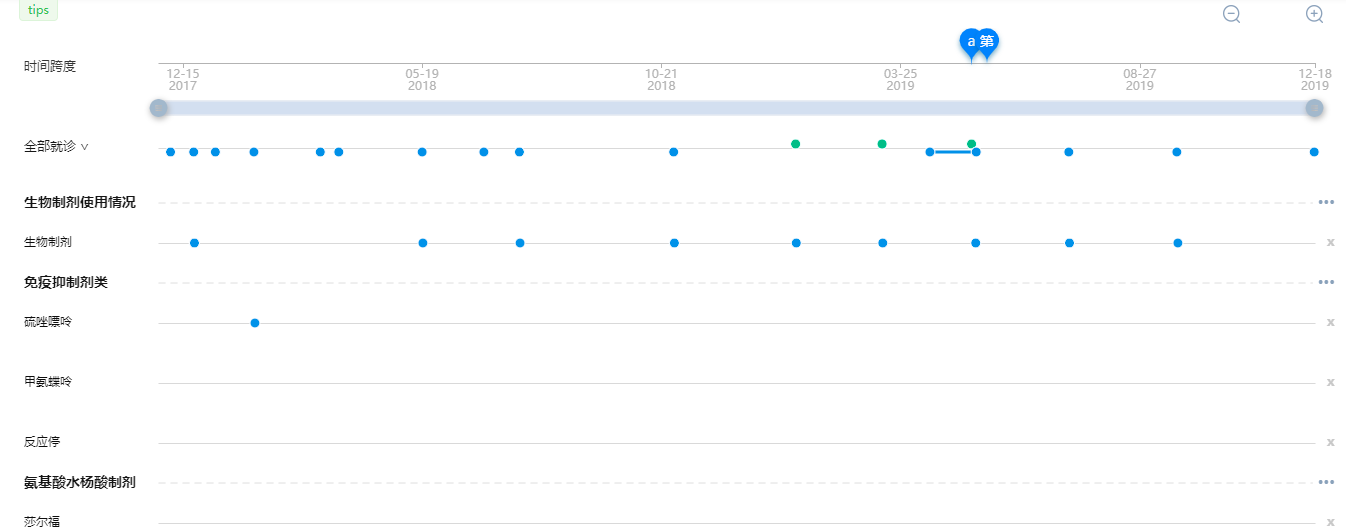 tips
a 第
时间跨度
12-15 05-19 10-21 03-25 08-27 12-18
2017 2018 2018 2019 2019 2019
全部就诊
生物制剂使用情况
生物制剂 x
免疫抑制剂类
硫唑嘌呤 x
甲氨蝶呤 x
反应停 x
氨基酸水杨酸制剂
莎尔福 x